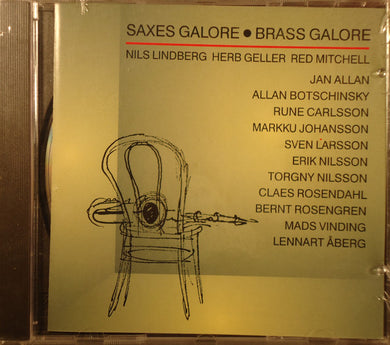 SAXES GALORE ● BRASS GALORE
NILS LINDBERG HERB GELLER RED MITCHELL
JAN ALLAN
ALLAN BOTSCHINSKY
RUNE CARLSSON
MARKKU JOHANSSON
SVEN LARSSON
ERIK NILSSON
TORGNY NILSSON
CLAES ROSENDAHL
BERNT ROSENGREN
MADS VINDING
LENNART ÅBERG